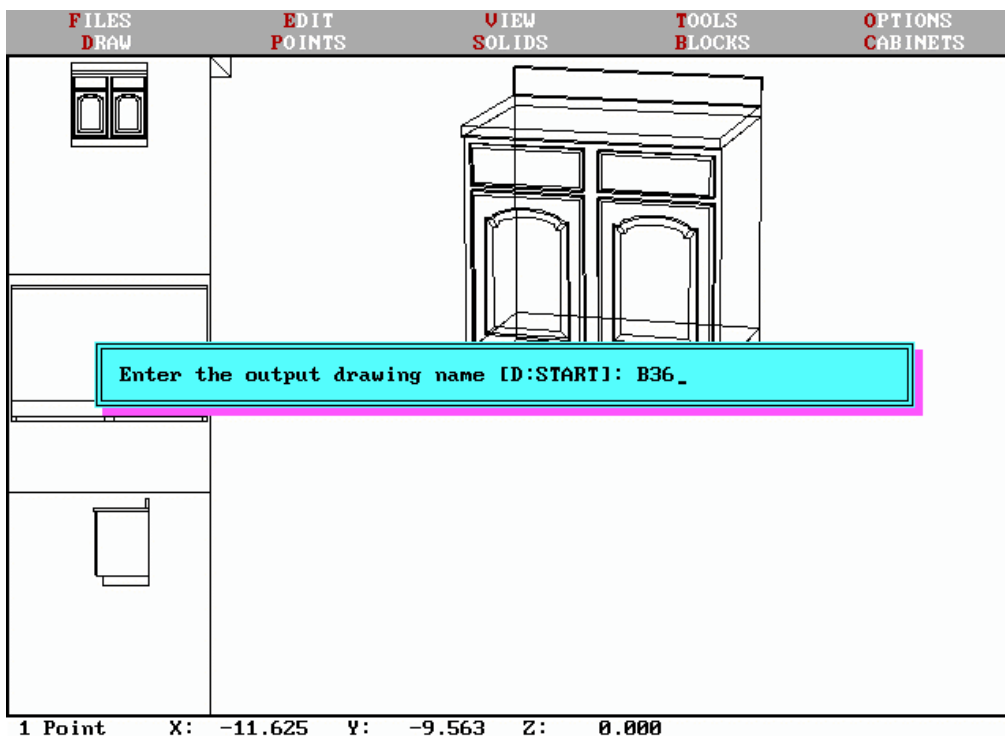 FILES EDIT VIEW TOOLS OPTIONS
DRAW POINTS SOLIDS BLOCKS CABINETS
Enter the output drawing name [D:START]: B36_
1 Point X: -11.625 Y: -9.563 Z: 0.000